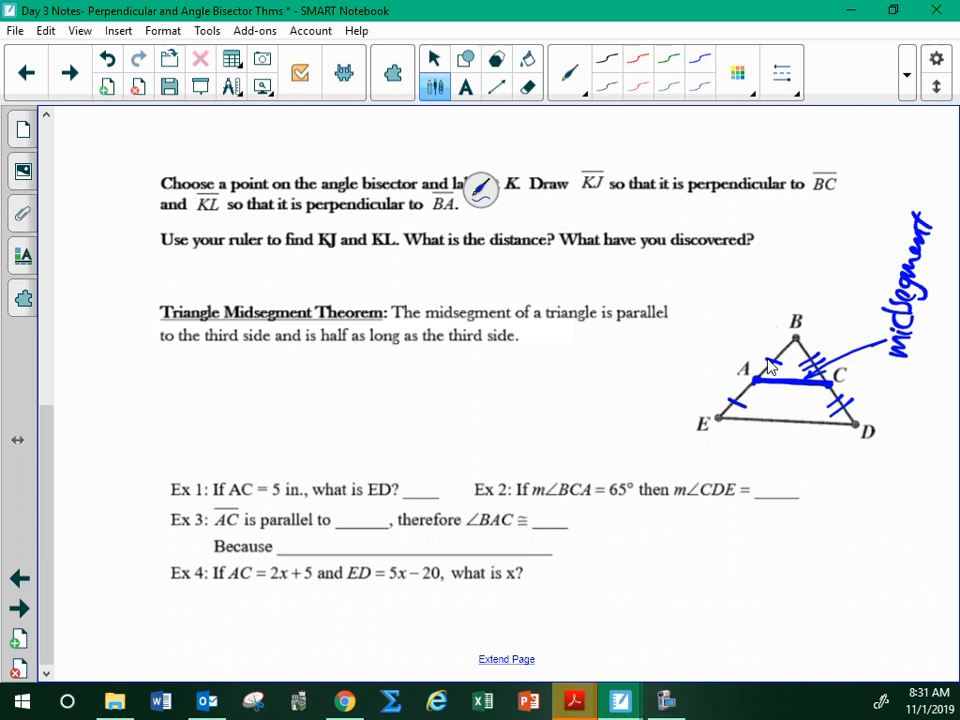 Day 3 Notes- Perpendicular and Angle Bisector Thrms * - SMART Notebook
File Edit View Insert Format Tools Add-ons Account Help
Choose a point on the angle bisector and la K. Draw KJ so that it is perpendicular to BC
and KL so that it is perpendicular to BA.
Use your ruler to find KJ and KL. What is the distance? What have you discovered?
midsegment
Triangle Midsegment Theorem: The midsegment of a triangle is parallel
to the third side and is half as long as the third side.
B
A
C
E
D
Ex 1: If AC = 5 in., what is ED? ____ Ex 2: If m∠BCA = 65° then m∠CDE = _____
Ex 3: AC is parallel to ______, therefore ∠BAC ≅ ____
Because ______________________________
Ex 4: If AC = 2x + 5 and ED = 5x − 20, what is x?
Extend Page
8:31 AM
11/1/2019